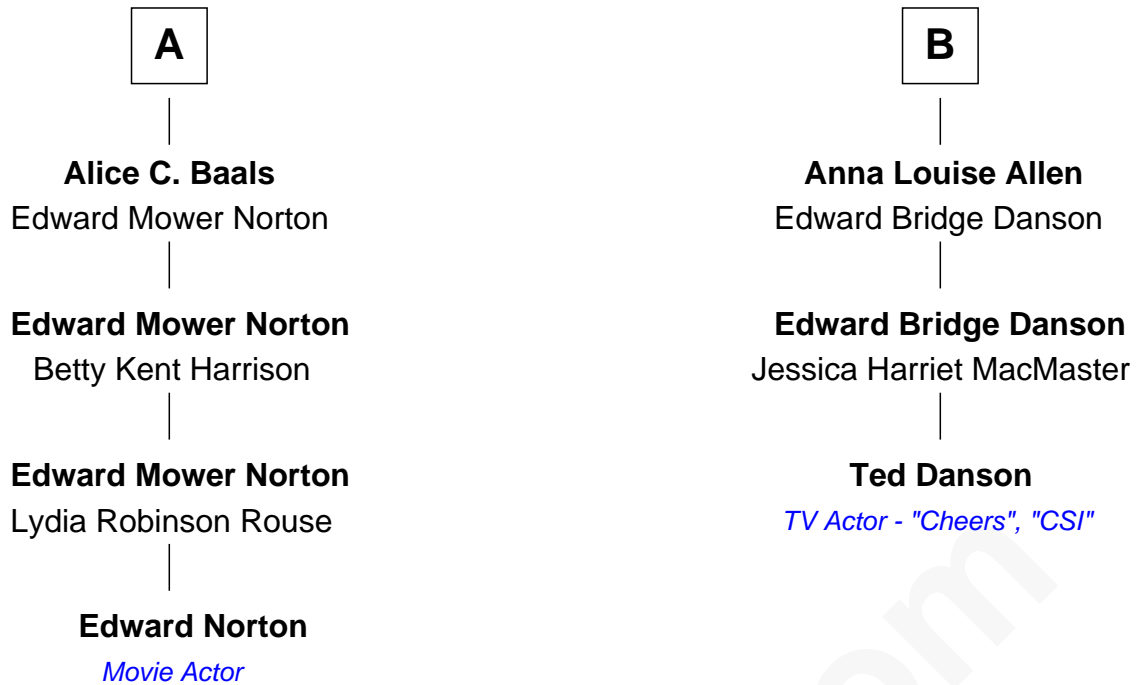 A
Alice C. Baals
Edward Mower Norton
Edward Mower Norton
Betty Kent Harrison
Edward Mower Norton
Lydia Robinson Rouse
Edward Norton
Movie Actor
B
Anna Louise Allen
Edward Bridge Danson
Edward Bridge Danson
Jessica Harriet MacMaster
Ted Danson
TV Actor - "Cheers", "CSI"
om